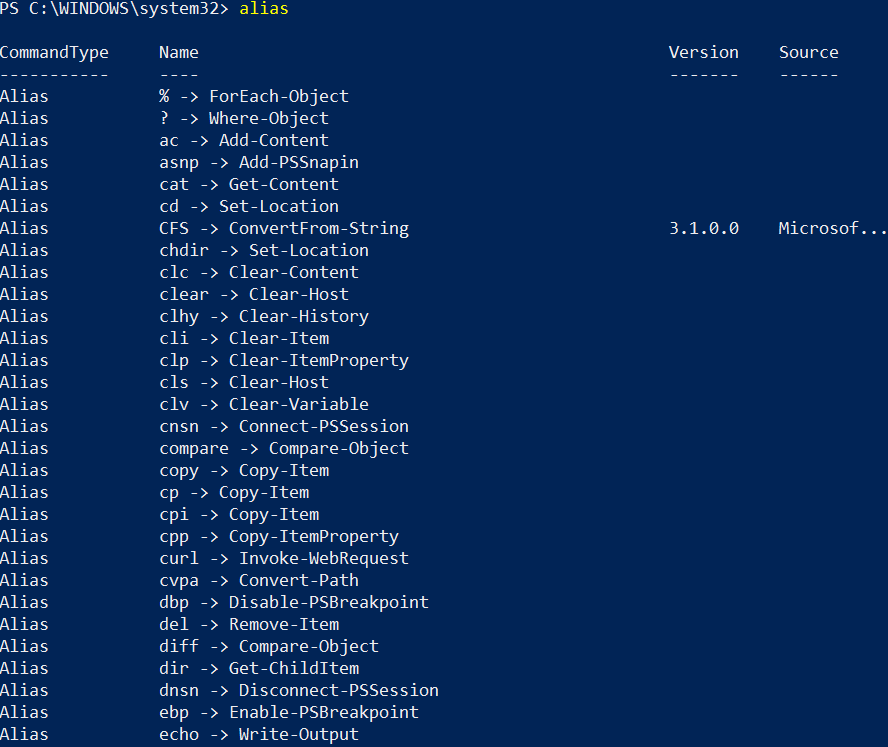 PS C:\WINDOWS\system32> alias
CommandType Name Version Source
----------- ---- ------- ------
Alias % -> ForEach-Object
Alias ? -> Where-Object
Alias ac -> Add-Content
Alias asnp -> Add-PSSnapin
Alias cat -> Get-Content
Alias cd -> Set-Location
Alias CFS -> ConvertFrom-String 3.1.0.0 Microsof...
Alias chdir -> Set-Location
Alias clc -> Clear-Content
Alias clear -> Clear-Host
Alias clhy -> Clear-History
Alias cli -> Clear-Item
Alias clp -> Clear-ItemProperty
Alias cls -> Clear-Host
Alias clv -> Clear-Variable
Alias cnsn -> Connect-PSSession
Alias compare -> Compare-Object
Alias copy -> Copy-Item
Alias cp -> Copy-Item
Alias cpi -> Copy-Item
Alias cpp -> Copy-ItemProperty
Alias curl -> Invoke-WebRequest
Alias cvpa -> Convert-Path
Alias dbp -> Disable-PSBreakpoint
Alias del -> Remove-Item
Alias diff -> Compare-Object
Alias dir -> Get-ChildItem
Alias dnsn -> Disconnect-PSSession
Alias ebp -> Enable-PSBreakpoint
Alias echo -> Write-Output